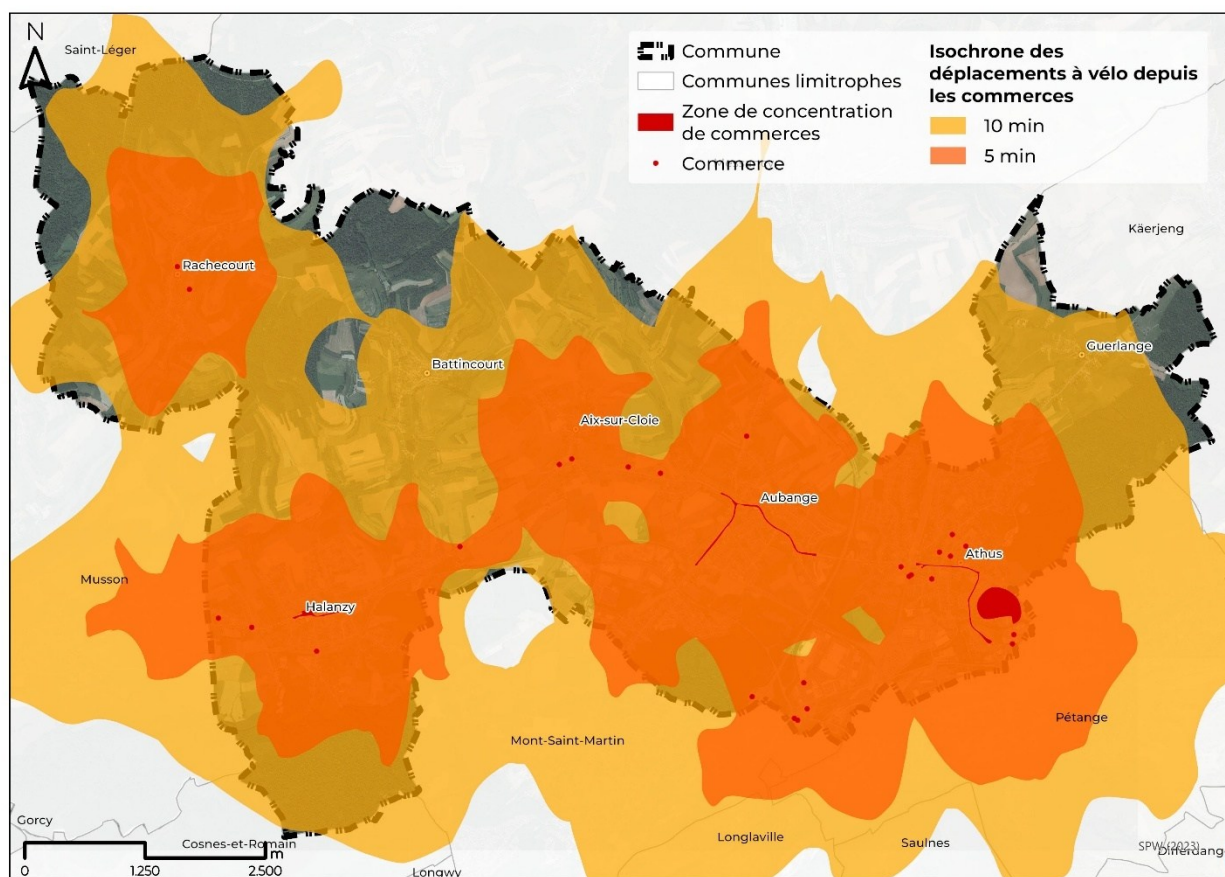 N
Saint-Léger
Commune
Communes limitrophes
Zone de concentration
de commerces
Commerce
Isochrone des
déplacements à vélo depuis
les commerces
10 min
5 min
Käerjeng
Rachecourt
Guerlange
Battincourt
Aix-sur-Cloie
Aubange
Athus
Musson
Halanzy
Pétange
Mont-Saint-Martin
Gorcy
Cosnes-et-Romain
Longlaville
Saulnes
SPW (2023)
Differdange
m
0
1.250
2.500
Longwy